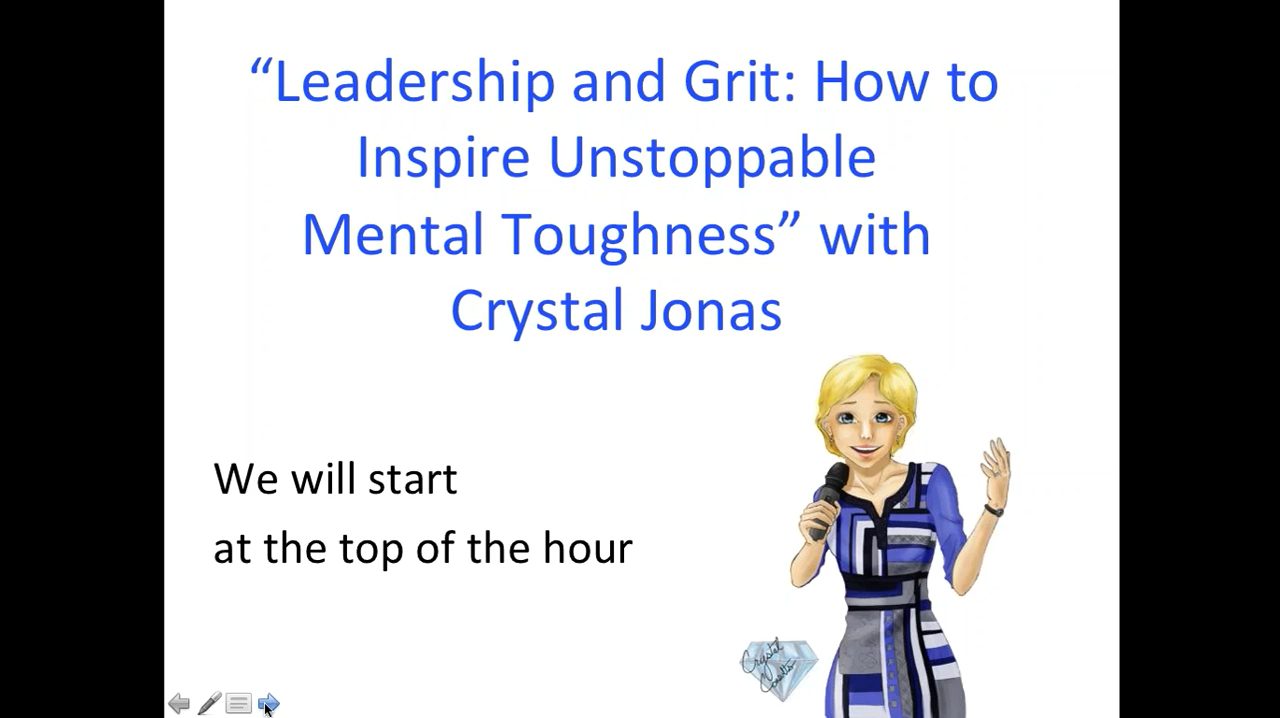 “Leadership and Grit: How to
Inspire Unstoppable
Mental Toughness” with
Crystal Jonas
We will start
at the top of the hour
Crystal